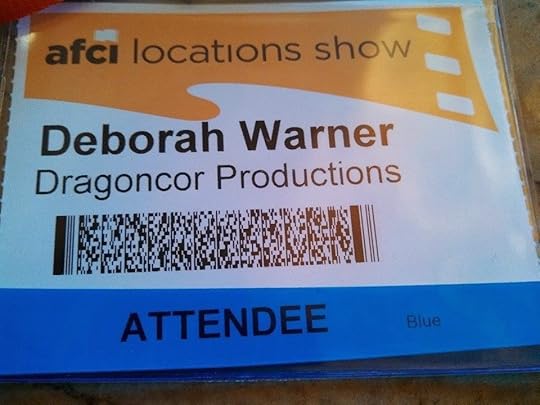 afci locations show
Deborah Warner
Dragoncor Productions
ATTENDEE
Blue